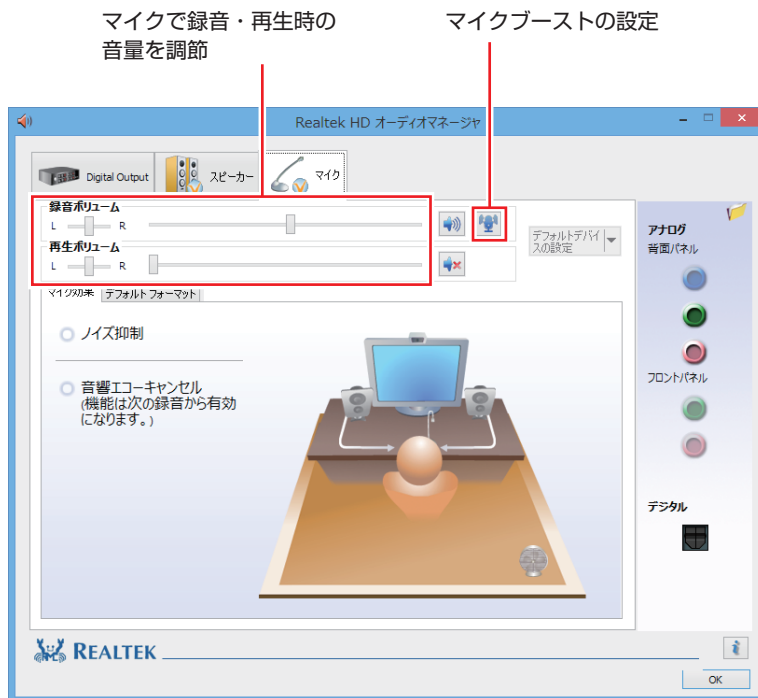 マイクで録音・再生時の
音量を調節
マイクブーストの設定
Realtek HD オーディオマネージャ
Digital Output
スピーカー
マイク
録音ボリューム
L R
再生ボリューム
L R
デフォルトデバイ
スの設定
マイク効果 デフォルト フォーマット
ノイズ抑制
音響エコーキャンセル
(機能は次の録音から有効
になります。)
アナログ
背面パネル
フロントパネル
デジタル
REALTEK
i
OK